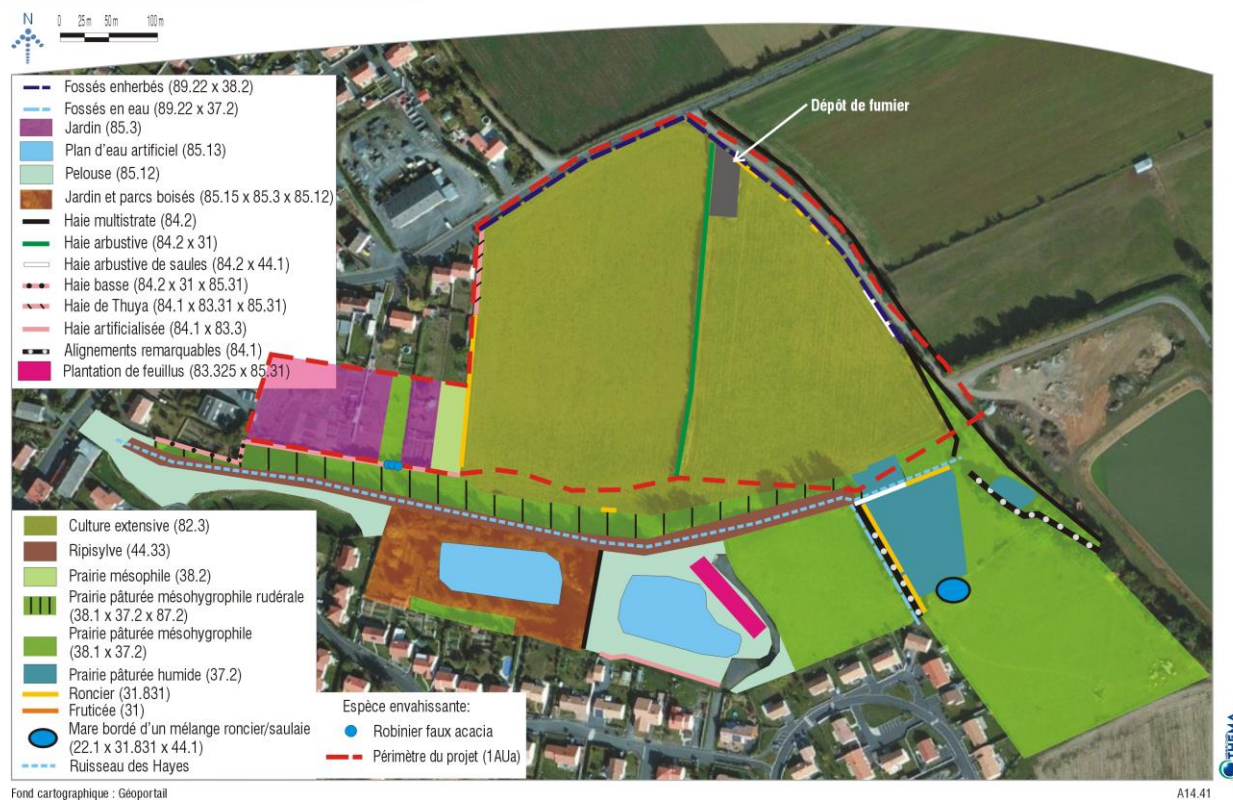 N
0 25 m 50 m 100 m
Fossés enherbés (89.22 x 38.2)
Fossés en eau (89.22 x 37.2)
Jardin (85.3)
Plan d'eau artificiel (85.13)
Pelouse (85.12)
Jardin et parcs boisés (85.15 x 85.3 x 85.12)
Haie multistrate (84.2)
Haie arbustive (84.2 x 31)
Haie arbustive de saules (84.2 x 44.1)
Haie basse (84.2 x 31 x 85.31)
Haie de Thuya (84.1 x 83.31 x 85.31)
Haie artificialisée (84.1 x 83.3)
Alignements remarquables (84.1)
Plantation de feuillus (83.325 x 85.31)
Dépôt de fumier
Culture extensive (82.3)
Ripisylve (44.33)
Prairie mésophile (38.2)
Prairie pâturée mésohygrophile rudérale
(38.1 x 37.2 x 87.2)
Prairie pâturée mésohygrophile
(38.1 x 37.2)
Prairie pâturée humide (37.2)
Roncier (31.831)
Fruticée (31)
Mare bordé d'un mélange roncier/saulaie
(22.1 x 31.831 x 44.1)
Ruisseau des Hayes
Espèce envahissante:
Robinier faux acacia
Périmètre du projet (1AUa)
THEMA
Fond cartographique : Géoportail
A14.41